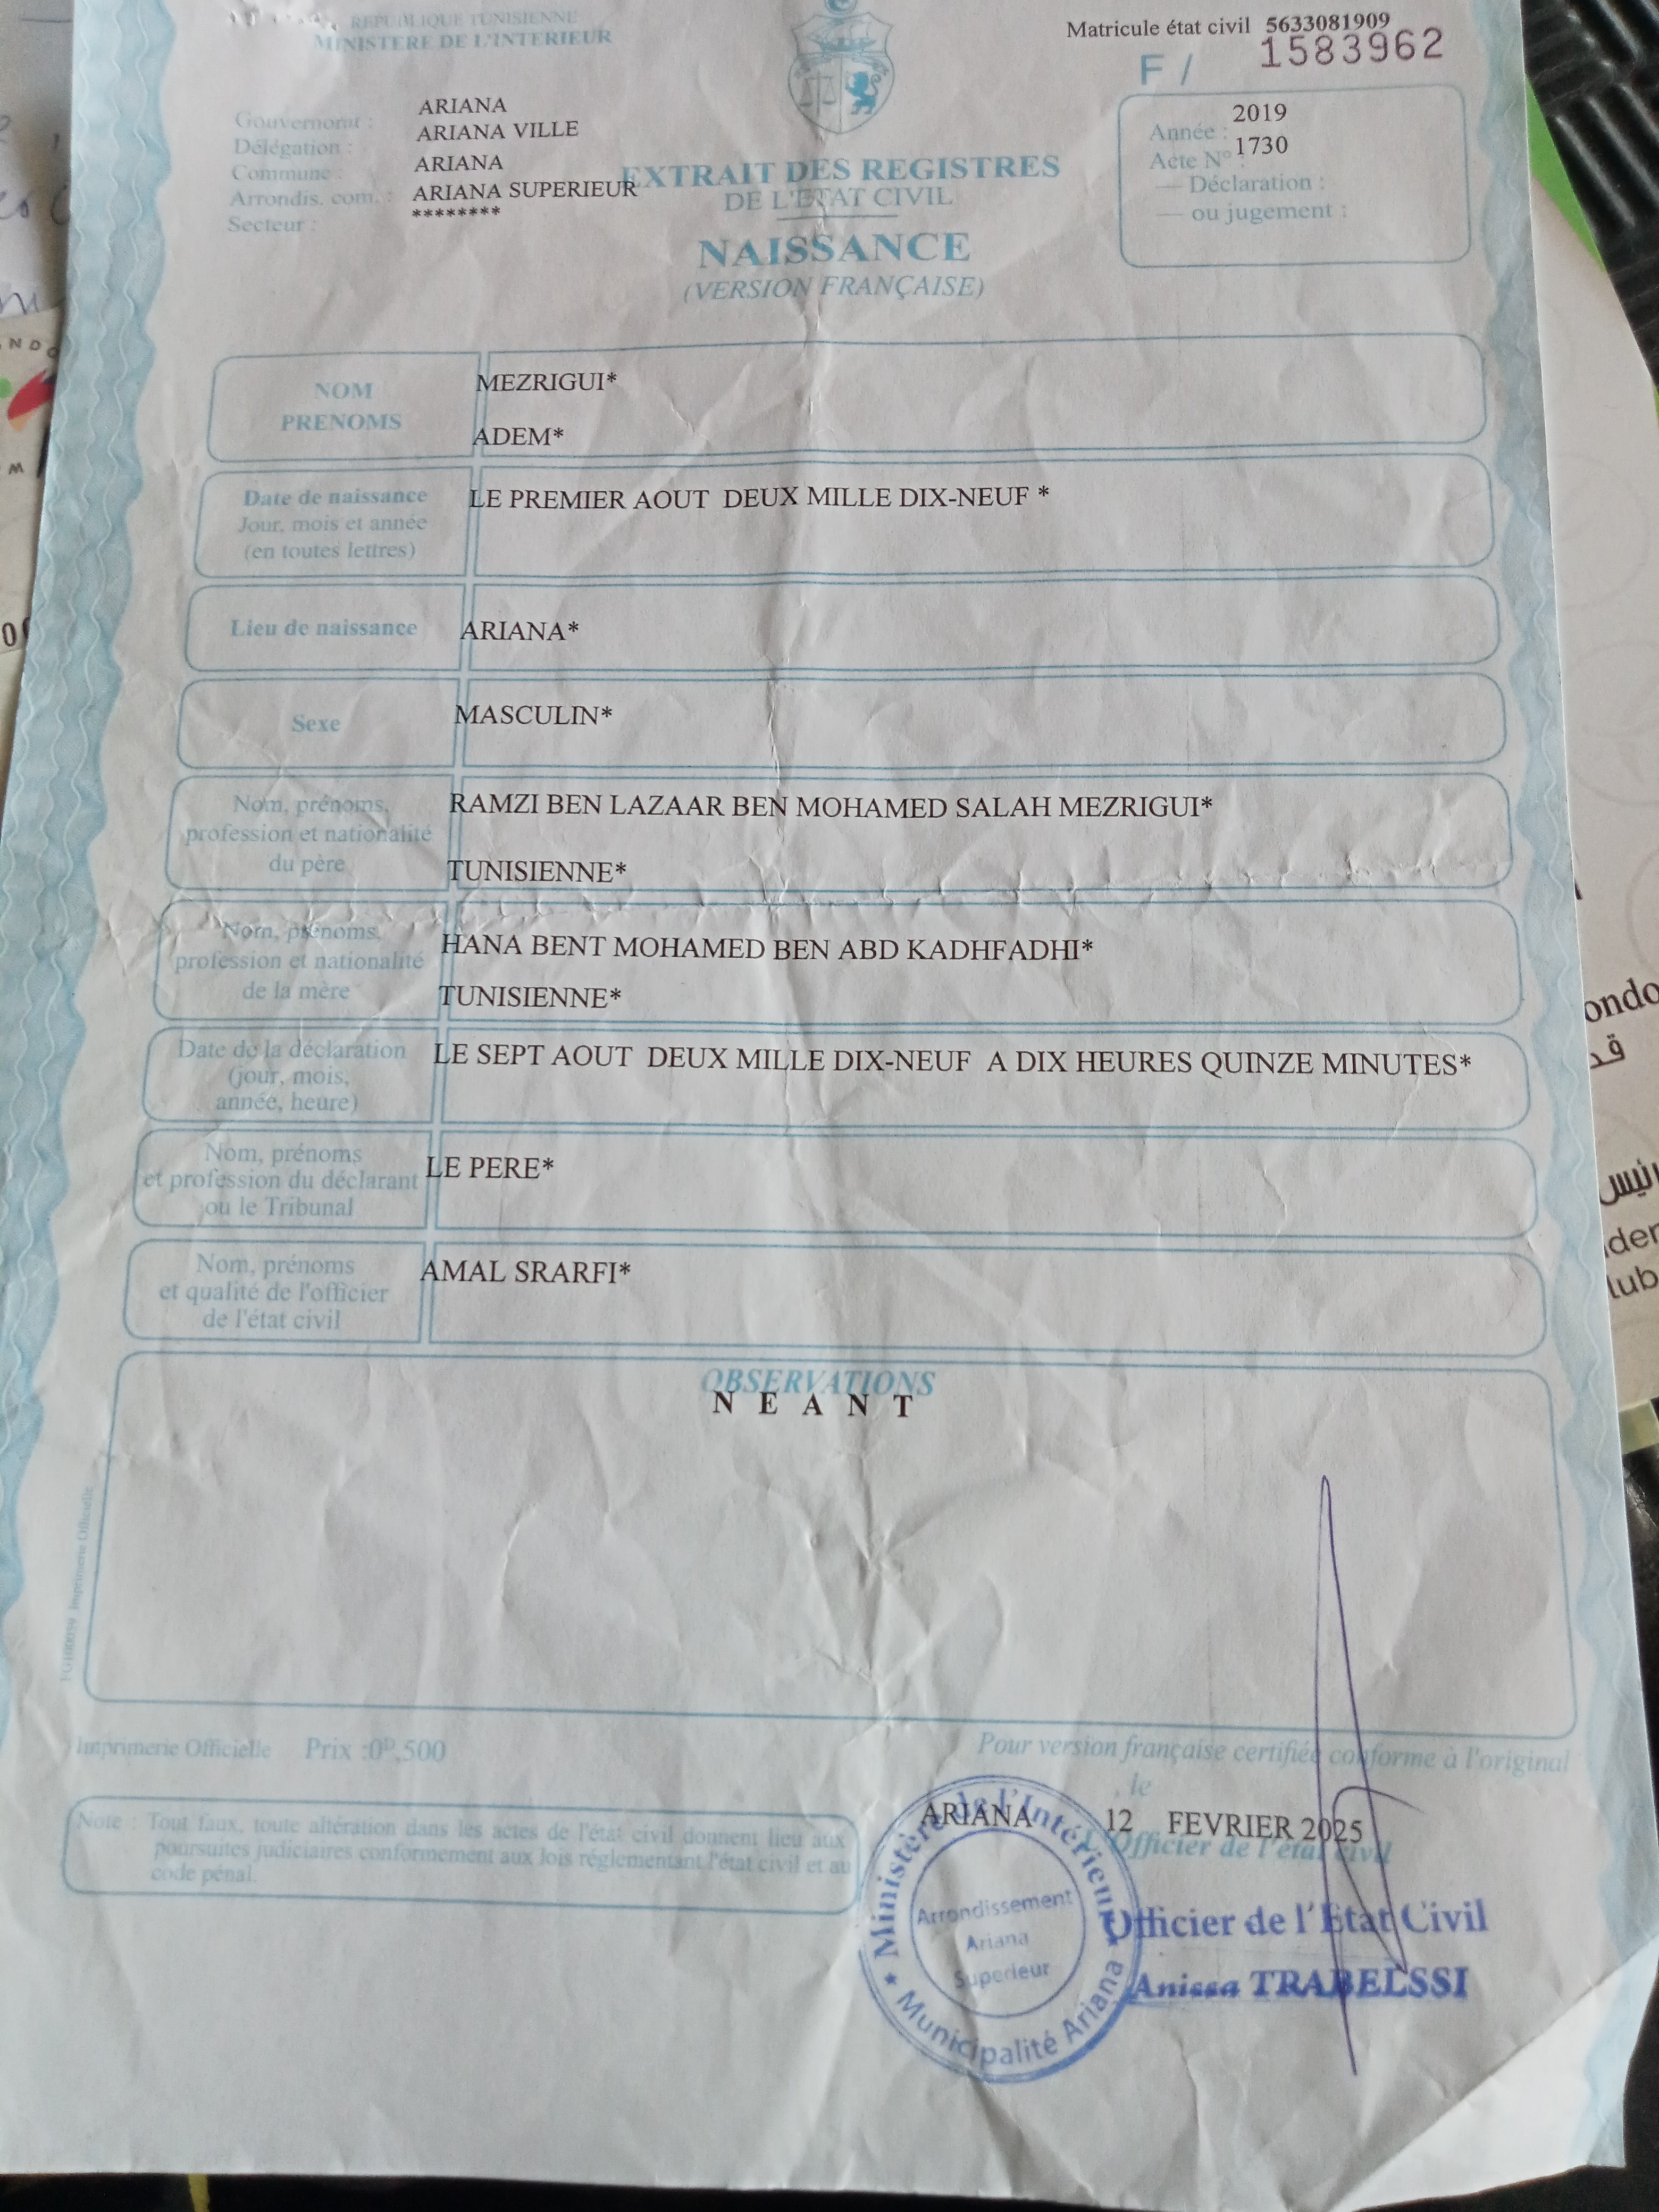 REPUBLIQUE TUNISIENNE
MINISTERE DE L'INTERIEUR
Matricule état civil 5633081909
F / 1583962
Gouvernorat : ARIANA
Délégation : ARIANA VILLE
Commune : ARIANA
Arrondis. com. : ARIANA SUPERIEUR
Secteur : ********
Année : 2019
Acte N° : 1730
— Déclaration :
— ou jugement :
EXTRAIT DES REGISTRES
DE L'ETAT CIVIL
NAISSANCE
(VERSION FRANÇAISE)
NOM MEZRIGUI*
PRENOMS ADEM*
Date de naissance
Jour, mois et année
(en toutes lettres)
LE PREMIER AOUT DEUX MILLE DIX-NEUF *
Lieu de naissance ARIANA*
Sexe MASCULIN*
Nom, prénoms,
profession et nationalité
du père
RAMZI BEN LAZAAR BEN MOHAMED SALAH MEZRIGUI*
TUNISIENNE*
Nom, prénoms,
profession et nationalité
de la mère
HANA BENT MOHAMED BEN ABD KADHFADHI*
TUNISIENNE*
Date de la déclaration
(jour, mois,
année, heure)
LE SEPT AOUT DEUX MILLE DIX-NEUF A DIX HEURES QUINZE MINUTES*
Nom, prénoms
et profession du déclarant
ou le Tribunal
LE PERE*
Nom, prénoms
et qualité de l'officier
de l'état civil
AMAL SRARFI*
OBSERVATIONS
N E A N T
Imprimerie Officielle Prix :0ᴰ,500
Pour version française certifiée conforme à l'original
le
ARIANA 12 FEVRIER 2025
L'Officier de l'état civil
Note : Tout faux, toute altération dans les actes de l'état civil donnent lieu aux
poursuites judiciaires conformement aux lois réglementant l'état civil et au
code pénal.
Ministère de l'Intérieur
Arrondissement
Ariana
Superieur
Municipalité Ariana
Officier de l'Etat Civil
Anissa TRABELSSI
ondo
قد
رئيس
der
lub